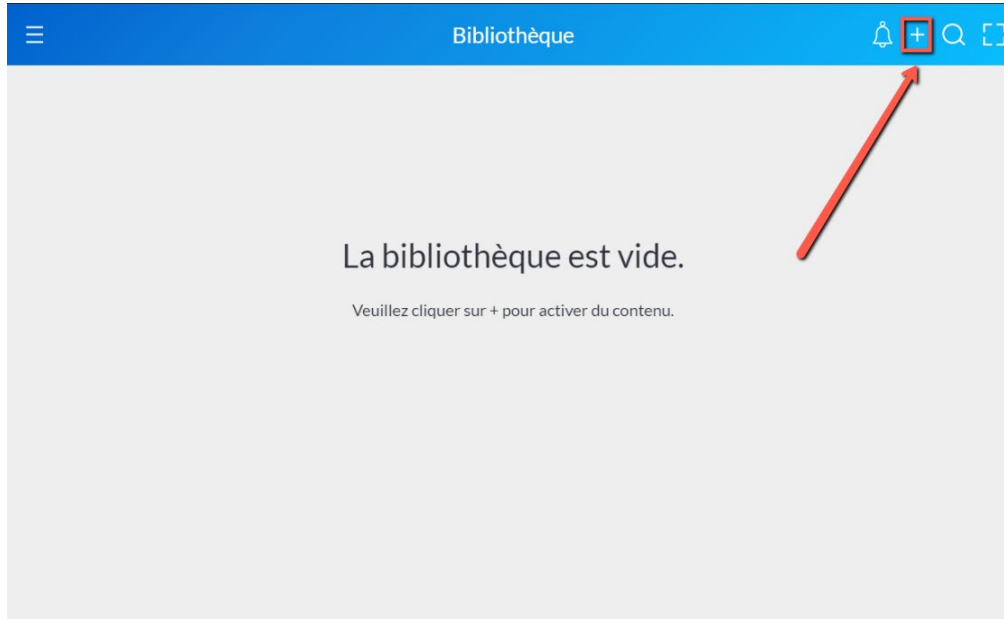 Bibliothèque
La bibliothèque est vide.
Veuillez cliquer sur + pour activer du contenu.